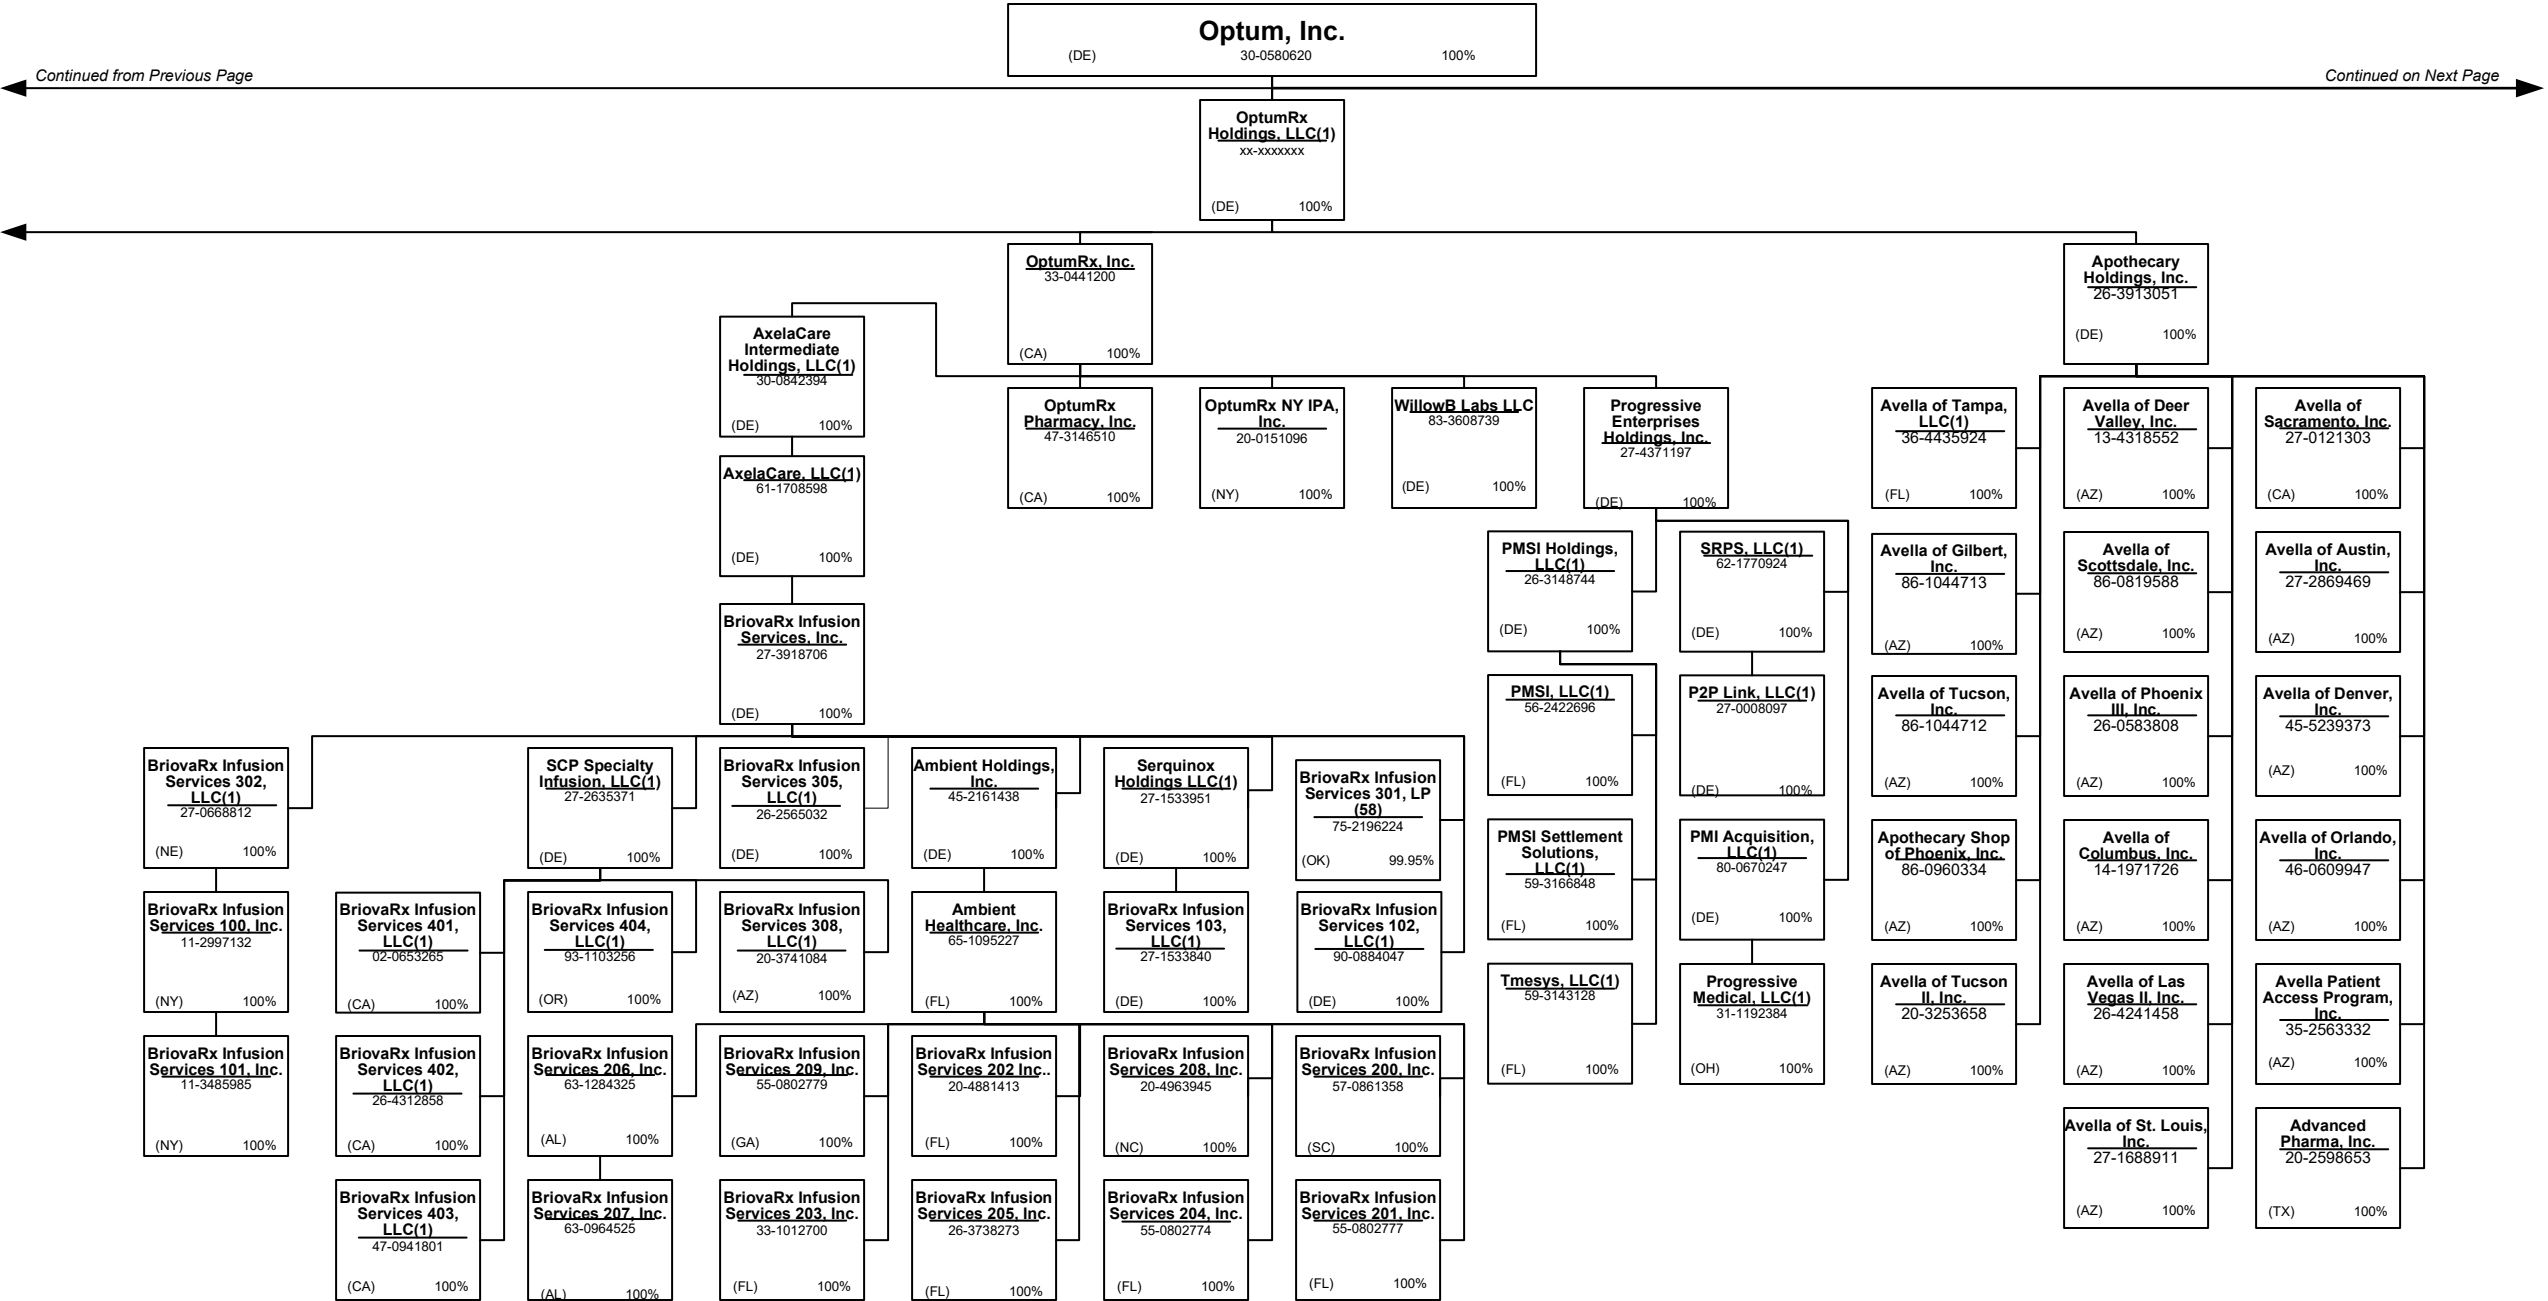 Optum, Inc.
(DE) 30-0580620 100%
Continued from Previous Page
Continued on Next Page
OptumRx
Holdings, LLC(1)
xx-xxxxxxx
(DE) 100%
OptumRx, Inc.
33-0441200
(CA) 100%
Apothecary
Holdings, Inc.
26-3913051
(DE) 100%
AxelaCare
Intermediate
Holdings, LLC(1)
30-0842394
(DE) 100%
OptumRx
Pharmacy, Inc.
47-3146510
(CA) 100%
OptumRx NY IPA,
Inc.
20-0151096
(NY) 100%
WillowB Labs LLC
83-3608739
(DE) 100%
Progressive
Enterprises
Holdings, Inc.
27-4371197
(DE) 100%
Avella of Tampa,
LLC(1)
36-4435924
(FL) 100%
Avella of Deer
Valley, Inc.
13-4318552
(AZ) 100%
Avella of
Sacramento, Inc.
27-0121303
(CA) 100%
AxelaCare, LLC(1)
61-1708598
(DE) 100%
PMSI Holdings,
LLC(1)
26-3148744
(DE) 100%
SRPS, LLC(1)
62-1770924
(DE) 100%
Avella of Gilbert,
Inc.
86-1044713
(AZ) 100%
Avella of
Scottsdale, Inc.
86-0819588
(AZ) 100%
Avella of Austin,
Inc.
27-2869469
(AZ) 100%
BriovaRx Infusion
Services, Inc.
27-3918706
(DE) 100%
PMSI, LLC(1)
56-2422696
(FL) 100%
P2P Link, LLC(1)
27-0008097
(DE) 100%
Avella of Tucson,
Inc.
86-1044712
(AZ) 100%
Avella of Phoenix
III, Inc.
26-0583808
(AZ) 100%
Avella of Denver,
Inc.
45-5239373
(AZ) 100%
BriovaRx Infusion
Services 302,
LLC(1)
27-0668812
(NE) 100%
SCP Specialty
Infusion, LLC(1)
27-2635371
(DE) 100%
BriovaRx Infusion
Services 305,
LLC(1)
26-2565032
(DE) 100%
Ambient Holdings,
Inc.
45-2161438
(DE) 100%
Serquinox
Holdings LLC(1)
27-1533951
(DE) 100%
BriovaRx Infusion
Services 301, LP
(58)
75-2196224
(OK) 99.95%
PMSI Settlement
Solutions,
LLC(1)
59-3166848
(FL) 100%
PMI Acquisition,
LLC(1)
80-0670247
(DE) 100%
Apothecary Shop
of Phoenix, Inc.
86-0960334
(AZ) 100%
Avella of
Columbus, Inc.
14-1971726
(AZ) 100%
Avella of Orlando,
Inc.
46-0609947
(AZ) 100%
BriovaRx Infusion
Services 100, Inc.
11-2997132
(NY) 100%
BriovaRx Infusion
Services 401,
LLC(1)
02-0653265
(CA) 100%
BriovaRx Infusion
Services 404,
LLC(1)
93-1103256
(OR) 100%
BriovaRx Infusion
Services 308,
LLC(1)
20-3741084
(AZ) 100%
Ambient
Healthcare, Inc.
65-1095227
(FL) 100%
BriovaRx Infusion
Services 103,
LLC(1)
27-1533840
(DE) 100%
BriovaRx Infusion
Services 102,
LLC(1)
90-0884047
(DE) 100%
Tmesys, LLC(1)
59-3143128
(FL) 100%
Progressive
Medical, LLC(1)
31-1192384
(OH) 100%
Avella of Tucson
II, Inc.
20-3253658
(AZ) 100%
Avella of Las
Vegas II, Inc.
26-4241458
(AZ) 100%
Avella Patient
Access Program,
Inc.
35-2563332
(AZ) 100%
BriovaRx Infusion
Services 101, Inc.
11-3485985
(NY) 100%
BriovaRx Infusion
Services 402,
LLC(1)
26-4312858
(CA) 100%
BriovaRx Infusion
Services 206, Inc.
63-1284325
(AL) 100%
BriovaRx Infusion
Services 209, Inc.
55-0802779
(GA) 100%
BriovaRx Infusion
Services 202 Inc..
20-4881413
(FL) 100%
BriovaRx Infusion
Services 208, Inc.
20-4963945
(NC) 100%
BriovaRx Infusion
Services 200, Inc.
57-0861358
(SC) 100%
Avella of St. Louis,
Inc.
27-1688911
(AZ) 100%
Advanced
Pharma, Inc.
20-2598653
(TX) 100%
BriovaRx Infusion
Services 403,
LLC(1)
47-0941801
(CA) 100%
BriovaRx Infusion
Services 207, Inc.
63-0964525
(AL) 100%
BriovaRx Infusion
Services 203, Inc.
33-1012700
(FL) 100%
BriovaRx Infusion
Services 205, Inc.
26-3738273
(FL) 100%
BriovaRx Infusion
Services 204, Inc.
55-0802774
(FL) 100%
BriovaRx Infusion
Services 201, Inc.
55-0802777
(FL) 100%